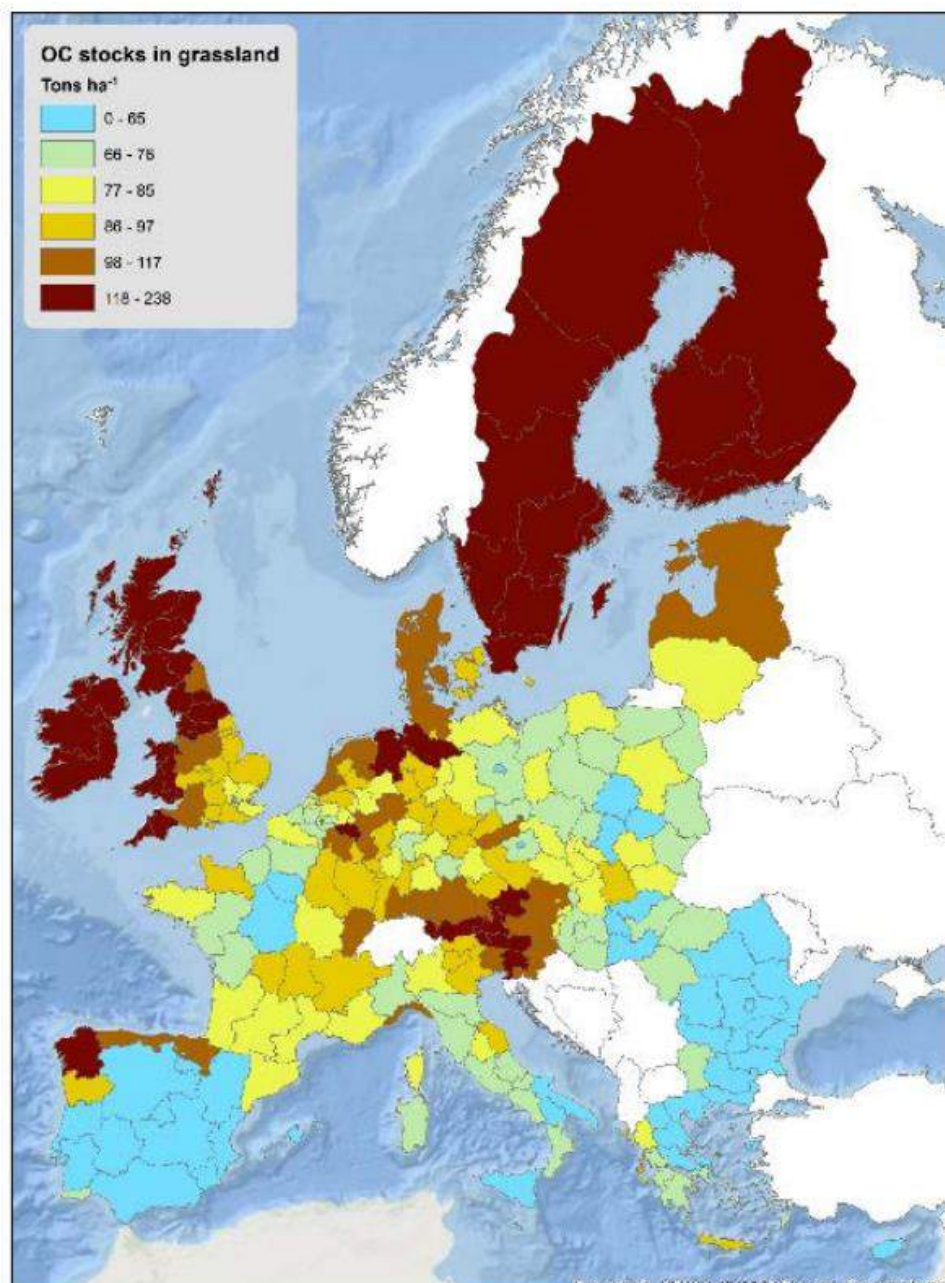 OC stocks in grassland
Tons ha⁻¹
0 - 65
66 - 76
77 - 85
86 - 97
98 - 117
118 - 238